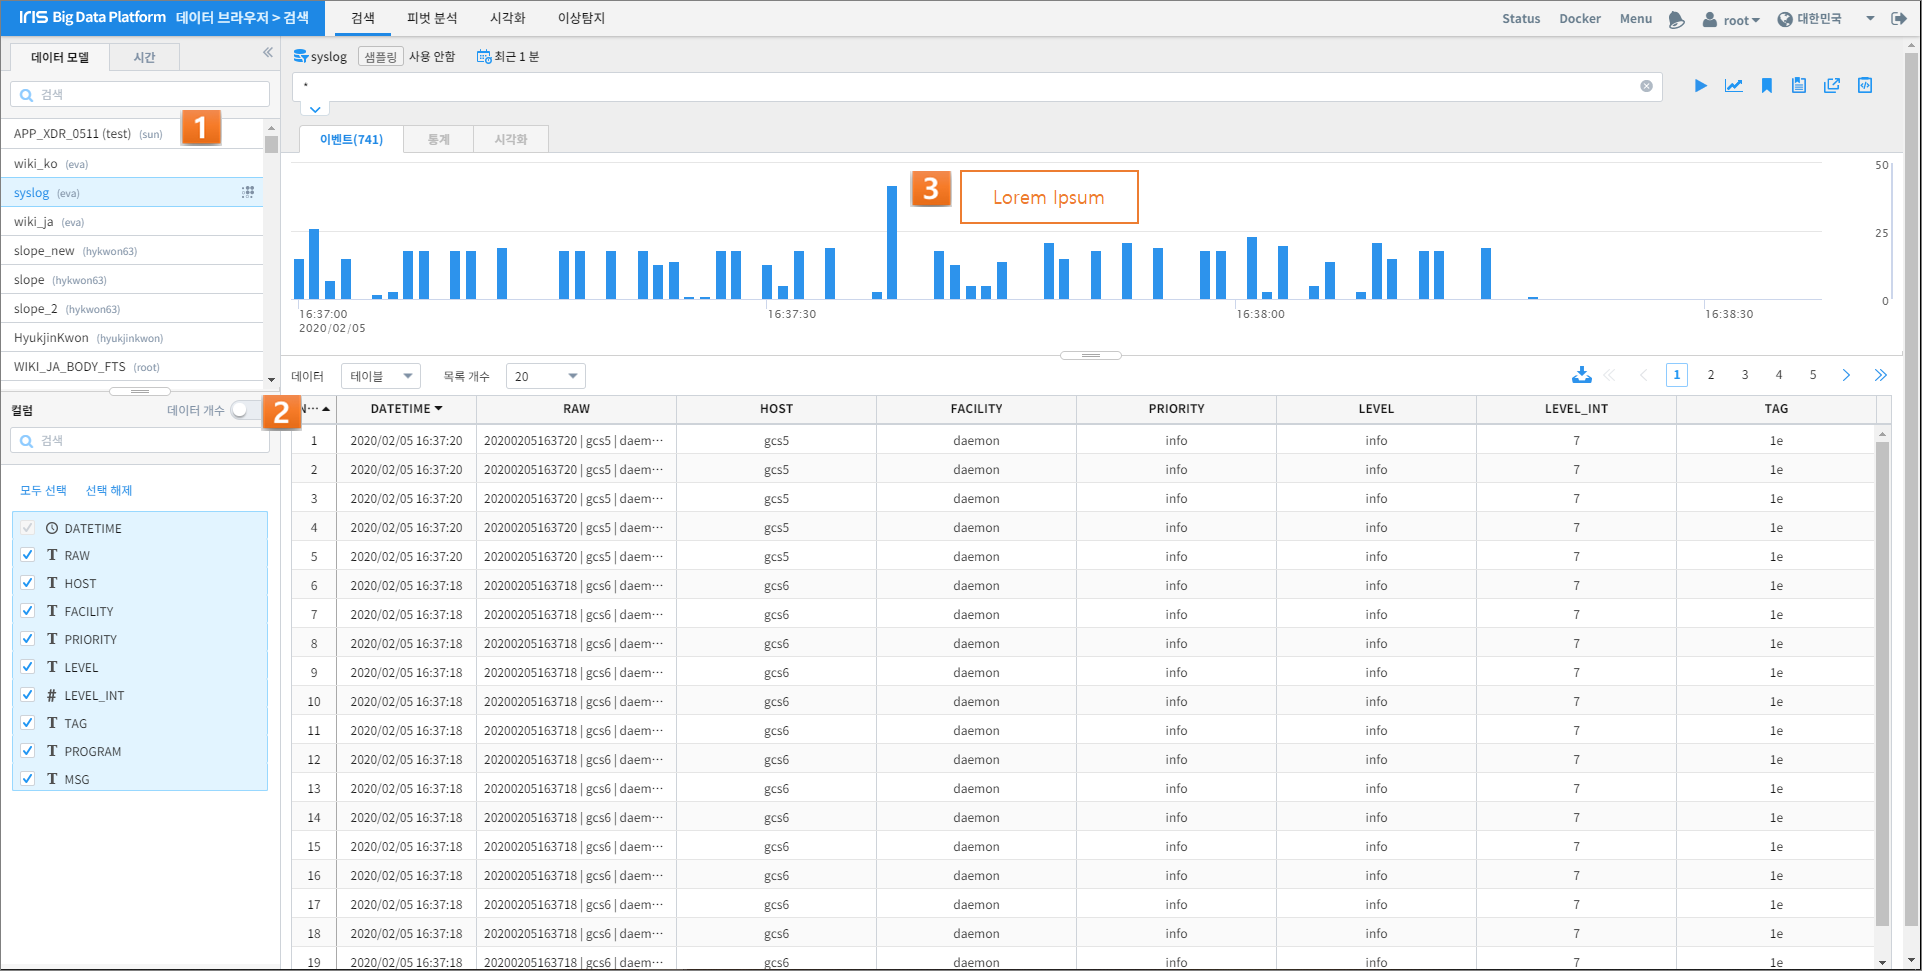 IRIS Big Data Platform 데이터 브라우저 > 검색 검색 피벗 분석 시각화 이상탐지 Status Docker Menu root 대한민국
데이터 모델 시간
검색
APP_XDR_0511 (test) (sun)
1
wiki_ko (eva)
syslog (eva)
wiki_ja (eva)
slope_new (hykwon63)
slope (hykwon63)
slope_2 (hykwon63)
HyukjinKwon (hyukjinkwon)
WIKI_JA_BODY_FTS (root)
컬럼 데이터 개수
2
검색
모두 선택 선택 해제
DATETIME
T RAW
T HOST
T FACILITY
T PRIORITY
T LEVEL
# LEVEL_INT
T TAG
T PROGRAM
T MSG
syslog 샘플링 사용 안함 최근 1 분
*
이벤트(741) 통계 시각화
3
Lorem Ipsum
50
25
0
16:37:00 16:37:30 16:38:00 16:38:30
2020/02/05
데이터 테이블 목록 개수 20 1 2 3 4 5
N··· DATETIME RAW HOST FACILITY PRIORITY LEVEL LEVEL_INT TAG
1 2020/02/05 16:37:20 20200205163720 | gcs5 | daem··· gcs5 daemon info info 7 1e
2 2020/02/05 16:37:20 20200205163720 | gcs5 | daem··· gcs5 daemon info info 7 1e
3 2020/02/05 16:37:20 20200205163720 | gcs5 | daem··· gcs5 daemon info info 7 1e
4 2020/02/05 16:37:20 20200205163720 | gcs5 | daem··· gcs5 daemon info info 7 1e
5 2020/02/05 16:37:20 20200205163720 | gcs5 | daem··· gcs5 daemon info info 7 1e
6 2020/02/05 16:37:18 20200205163718 | gcs6 | daem··· gcs6 daemon info info 7 1e
7 2020/02/05 16:37:18 20200205163718 | gcs6 | daem··· gcs6 daemon info info 7 1e
8 2020/02/05 16:37:18 20200205163718 | gcs6 | daem··· gcs6 daemon info info 7 1e
9 2020/02/05 16:37:18 20200205163718 | gcs6 | daem··· gcs6 daemon info info 7 1e
10 2020/02/05 16:37:18 20200205163718 | gcs6 | daem··· gcs6 daemon info info 7 1e
11 2020/02/05 16:37:18 20200205163718 | gcs6 | daem··· gcs6 daemon info info 7 1e
12 2020/02/05 16:37:18 20200205163718 | gcs6 | daem··· gcs6 daemon info info 7 1e
13 2020/02/05 16:37:18 20200205163718 | gcs6 | daem··· gcs6 daemon info info 7 1e
14 2020/02/05 16:37:18 20200205163718 | gcs6 | daem··· gcs6 daemon info info 7 1e
15 2020/02/05 16:37:18 20200205163718 | gcs6 | daem··· gcs6 daemon info info 7 1e
16 2020/02/05 16:37:18 20200205163718 | gcs6 | daem··· gcs6 daemon info info 7 1e
17 2020/02/05 16:37:18 20200205163718 | gcs6 | daem··· gcs6 daemon info info 7 1e
18 2020/02/05 16:37:18 20200205163718 | gcs6 | daem··· gcs6 daemon info info 7 1e
19 2020/02/05 16:37:18 20200205163718 | gcs6 | daem··· gcs6 daemon info info 7 1e